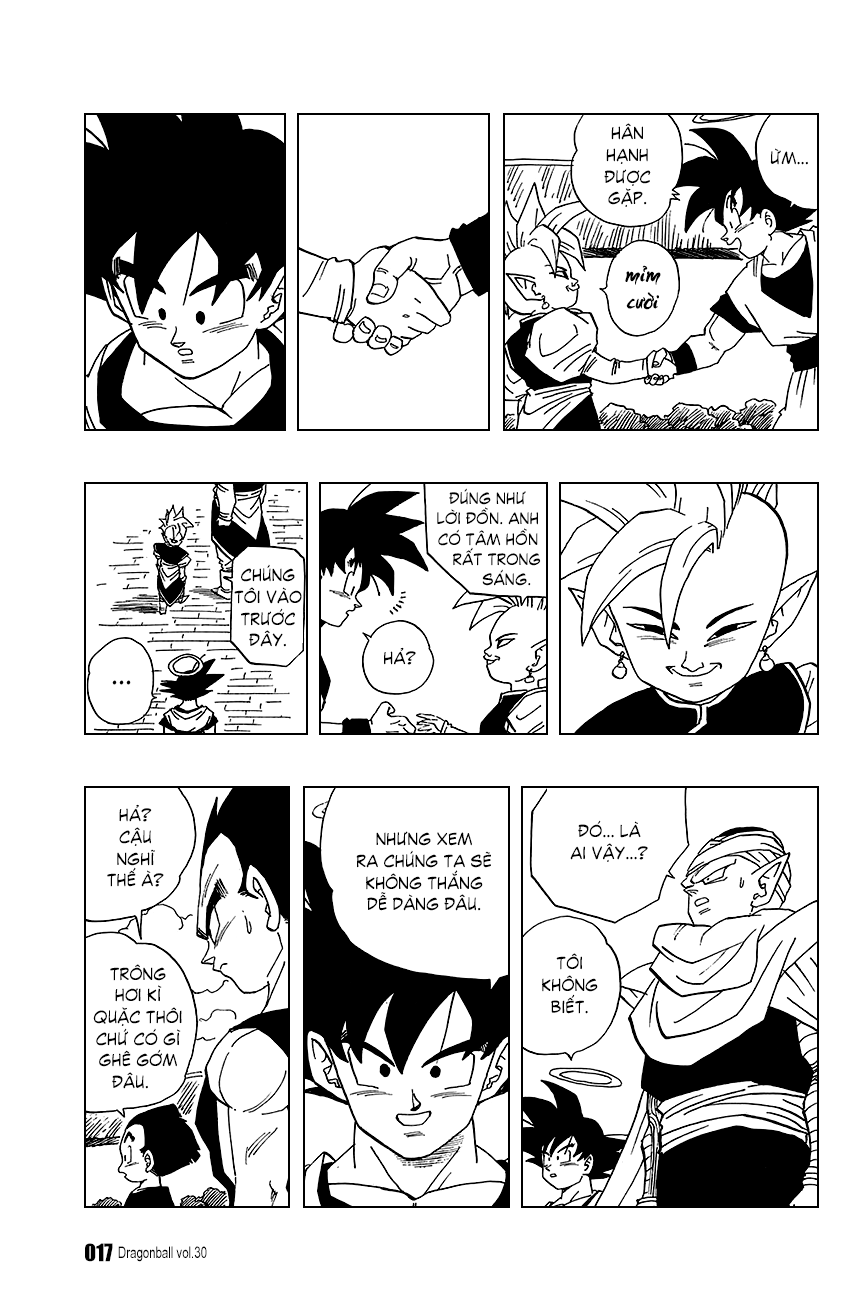 ỪM...
HÂN
HẠNH
ĐƯỢC
GẶP.
mỉm
cười
ĐÚNG NHƯ
LỜI ĐỒN. ANH
CÓ TÂM HỒN
RẤT TRONG
SÁNG.
HẢ?
CHÚNG
TÔI VÀO
TRƯỚC
ĐÂY.
...
ĐÓ... LÀ
AI VẬY...?
TÔI
KHÔNG
BIẾT.
NHƯNG XEM
RA CHÚNG TA SẼ
KHÔNG THẮNG
DỄ DÀNG ĐÂU.
HẢ?
CẬU
NGHĨ
THẾ À?
TRÔNG
HƠI KÌ
QUẶC THÔI
CHỨ CÓ GÌ
GHÊ GỚM
ĐÂU.
017 Dragonball vol.30